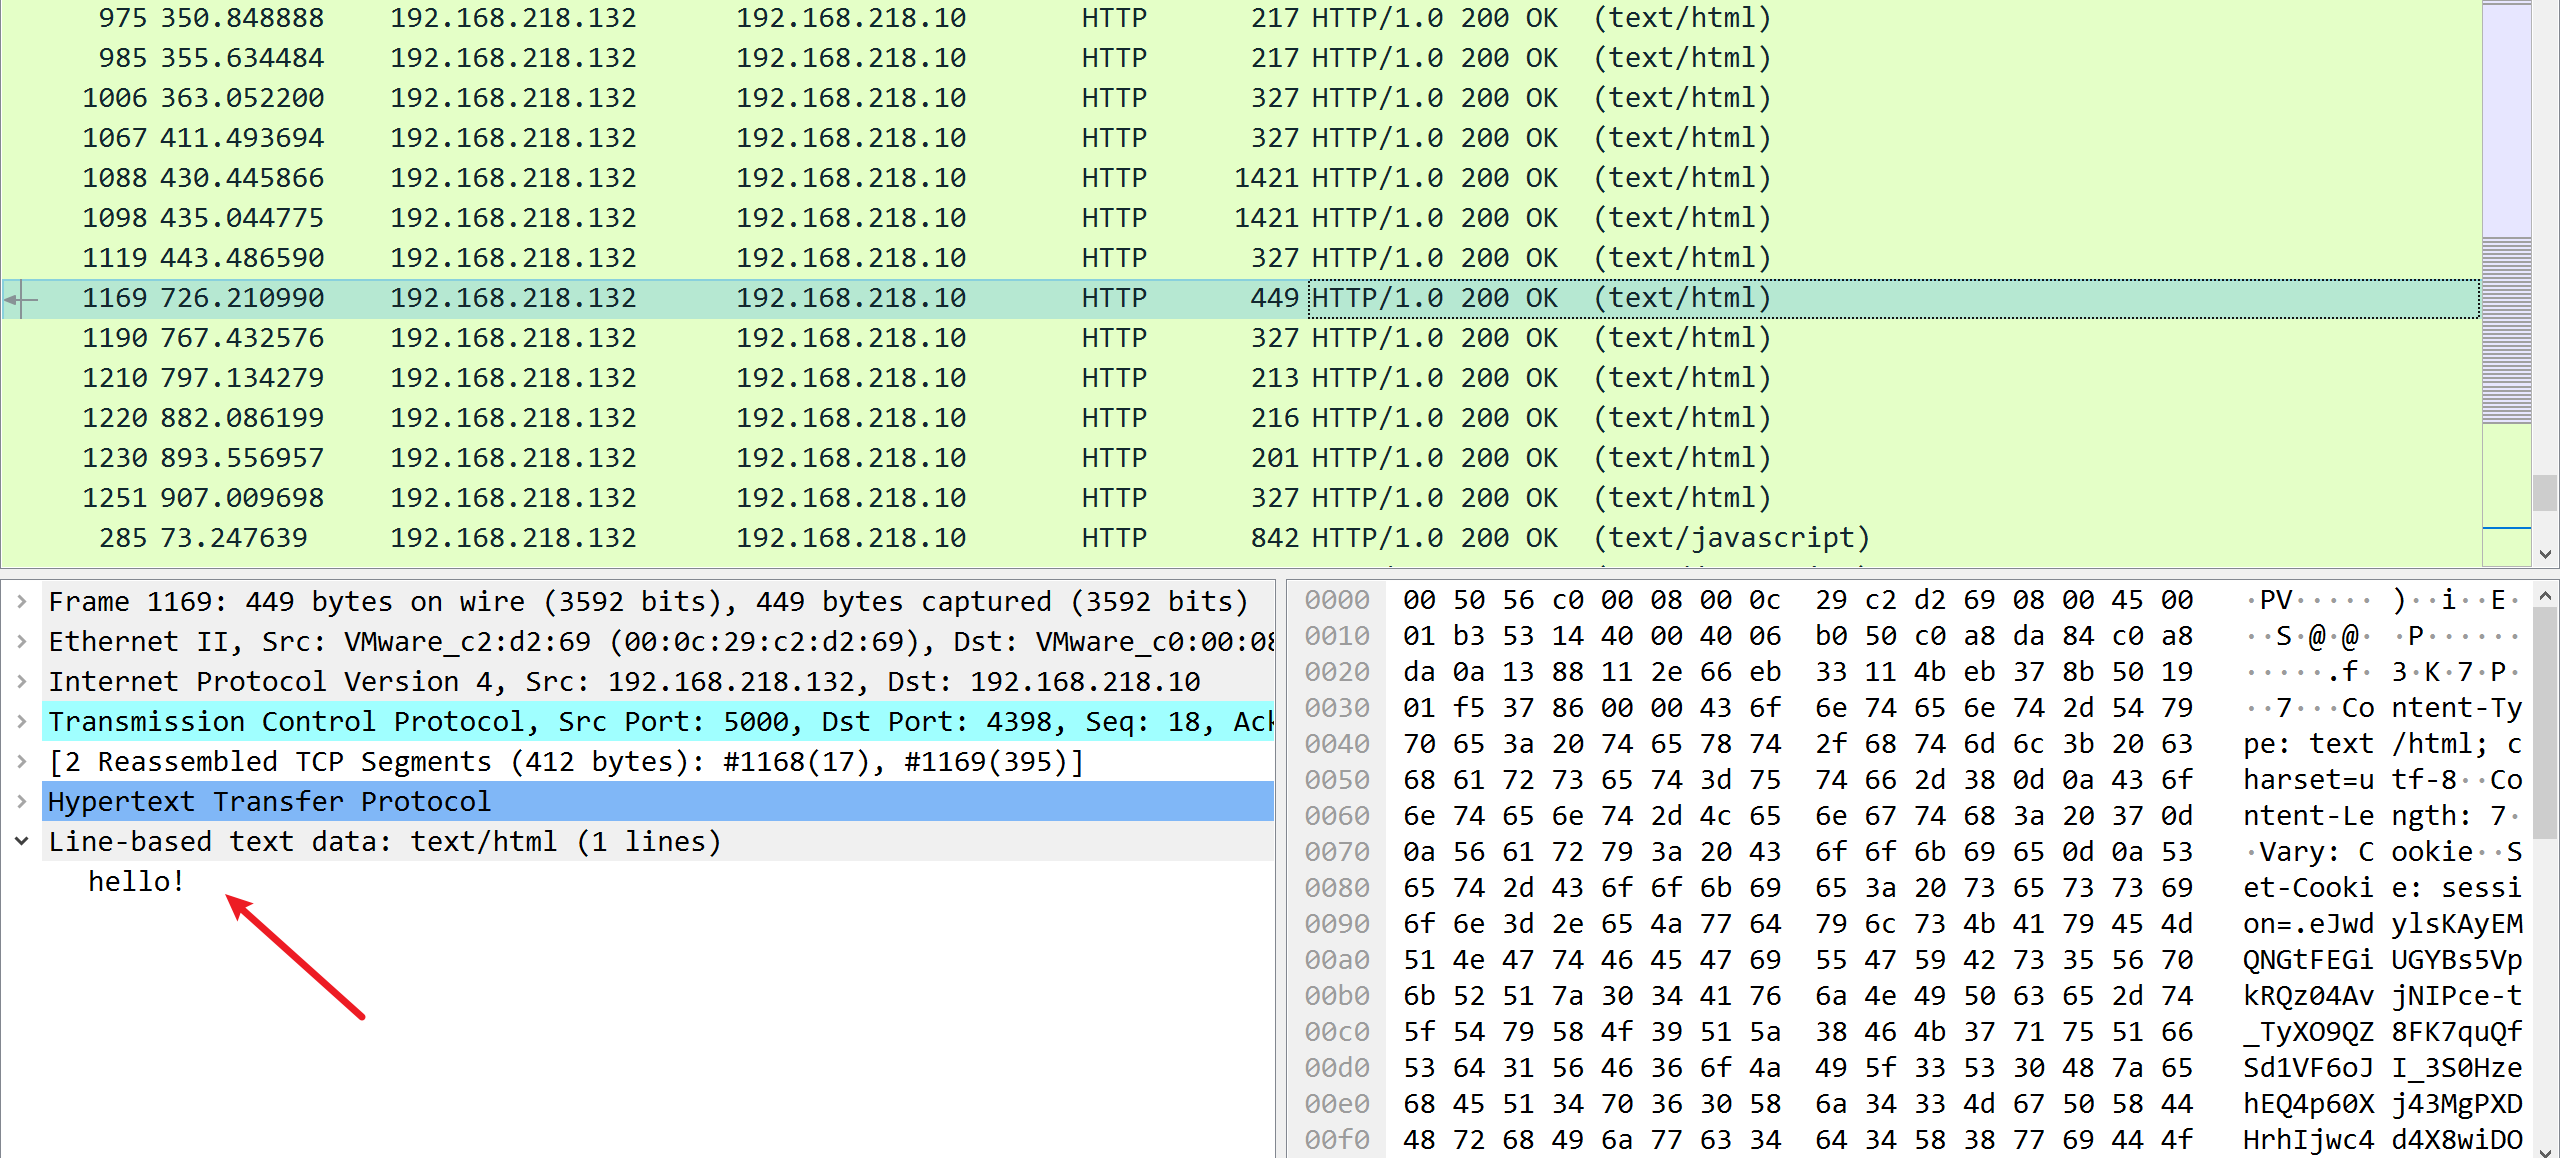 975 350.848888 192.168.218.132 192.168.218.10 HTTP 217 HTTP/1.0 200 OK (text/html)
985 355.634484 192.168.218.132 192.168.218.10 HTTP 217 HTTP/1.0 200 OK (text/html)
1006 363.052200 192.168.218.132 192.168.218.10 HTTP 327 HTTP/1.0 200 OK (text/html)
1067 411.493694 192.168.218.132 192.168.218.10 HTTP 327 HTTP/1.0 200 OK (text/html)
1088 430.445866 192.168.218.132 192.168.218.10 HTTP 1421 HTTP/1.0 200 OK (text/html)
1098 435.044775 192.168.218.132 192.168.218.10 HTTP 1421 HTTP/1.0 200 OK (text/html)
1119 443.486590 192.168.218.132 192.168.218.10 HTTP 327 HTTP/1.0 200 OK (text/html)
1169 726.210990 192.168.218.132 192.168.218.10 HTTP 449 HTTP/1.0 200 OK (text/html)
1190 767.432576 192.168.218.132 192.168.218.10 HTTP 327 HTTP/1.0 200 OK (text/html)
1210 797.134279 192.168.218.132 192.168.218.10 HTTP 213 HTTP/1.0 200 OK (text/html)
1220 882.086199 192.168.218.132 192.168.218.10 HTTP 216 HTTP/1.0 200 OK (text/html)
1230 893.556957 192.168.218.132 192.168.218.10 HTTP 201 HTTP/1.0 200 OK (text/html)
1251 907.009698 192.168.218.132 192.168.218.10 HTTP 327 HTTP/1.0 200 OK (text/html)
285 73.247639 192.168.218.132 192.168.218.10 HTTP 842 HTTP/1.0 200 OK (text/javascript)
Frame 1169: 449 bytes on wire (3592 bits), 449 bytes captured (3592 bits)
Ethernet II, Src: VMware_c2:d2:69 (00:0c:29:c2:d2:69), Dst: VMware_c0:00:08
Internet Protocol Version 4, Src: 192.168.218.132, Dst: 192.168.218.10
Transmission Control Protocol, Src Port: 5000, Dst Port: 4398, Seq: 18, Ack
[2 Reassembled TCP Segments (412 bytes): #1168(17), #1169(395)]
Hypertext Transfer Protocol
Line-based text data: text/html (1 lines)
hello!
0000 00 50 56 c0 00 08 00 0c 29 c2 d2 69 08 00 45 00 ·PV····· )··i··E·
0010 01 b3 53 14 40 00 40 06 b0 50 c0 a8 da 84 c0 a8 ··S·@·@· ·P······
0020 da 0a 13 88 11 2e 66 eb 33 11 4b eb 37 8b 50 19 ·····.f· 3·K·7·P·
0030 01 f5 37 86 00 00 43 6f 6e 74 65 6e 74 2d 54 79 ··7···Co ntent-Ty
0040 70 65 3a 20 74 65 78 74 2f 68 74 6d 6c 3b 20 63 pe: text /html; c
0050 68 61 72 73 65 74 3d 75 74 66 2d 38 0d 0a 43 6f harset=u tf-8··Co
0060 6e 74 65 6e 74 2d 4c 65 6e 67 74 68 3a 20 37 0d ntent-Le ngth: 7·
0070 0a 56 61 72 79 3a 20 43 6f 6f 6b 69 65 0d 0a 53 ·Vary: C ookie··S
0080 65 74 2d 43 6f 6f 6b 69 65 3a 20 73 65 73 73 69 et-Cooki e: sessi
0090 6f 6e 3d 2e 65 4a 77 64 79 6c 73 4b 41 79 45 4d on=.eJwd ylsKAyEM
00a0 51 4e 47 74 46 45 47 69 55 47 59 42 73 35 56 70 QNGtFEGi UGYBs5Vp
00b0 6b 52 51 7a 30 34 41 76 6a 4e 49 50 63 65 2d 74 kRQz04Av jNIPce-t
00c0 5f 54 79 58 4f 39 51 5a 38 46 4b 37 71 75 51 66 _TyXO9QZ 8FK7quQf
00d0 53 64 31 56 46 36 6f 4a 49 5f 33 53 30 48 7a 65 Sd1VF6oJ I_3S0Hze
00e0 68 45 51 34 70 36 30 58 6a 34 33 4d 67 50 58 44 hEQ4p60X j43MgPXD
00f0 48 72 68 49 6a 77 63 34 64 34 58 38 77 69 44 4f HrhIjwc4 d4X8wiDO